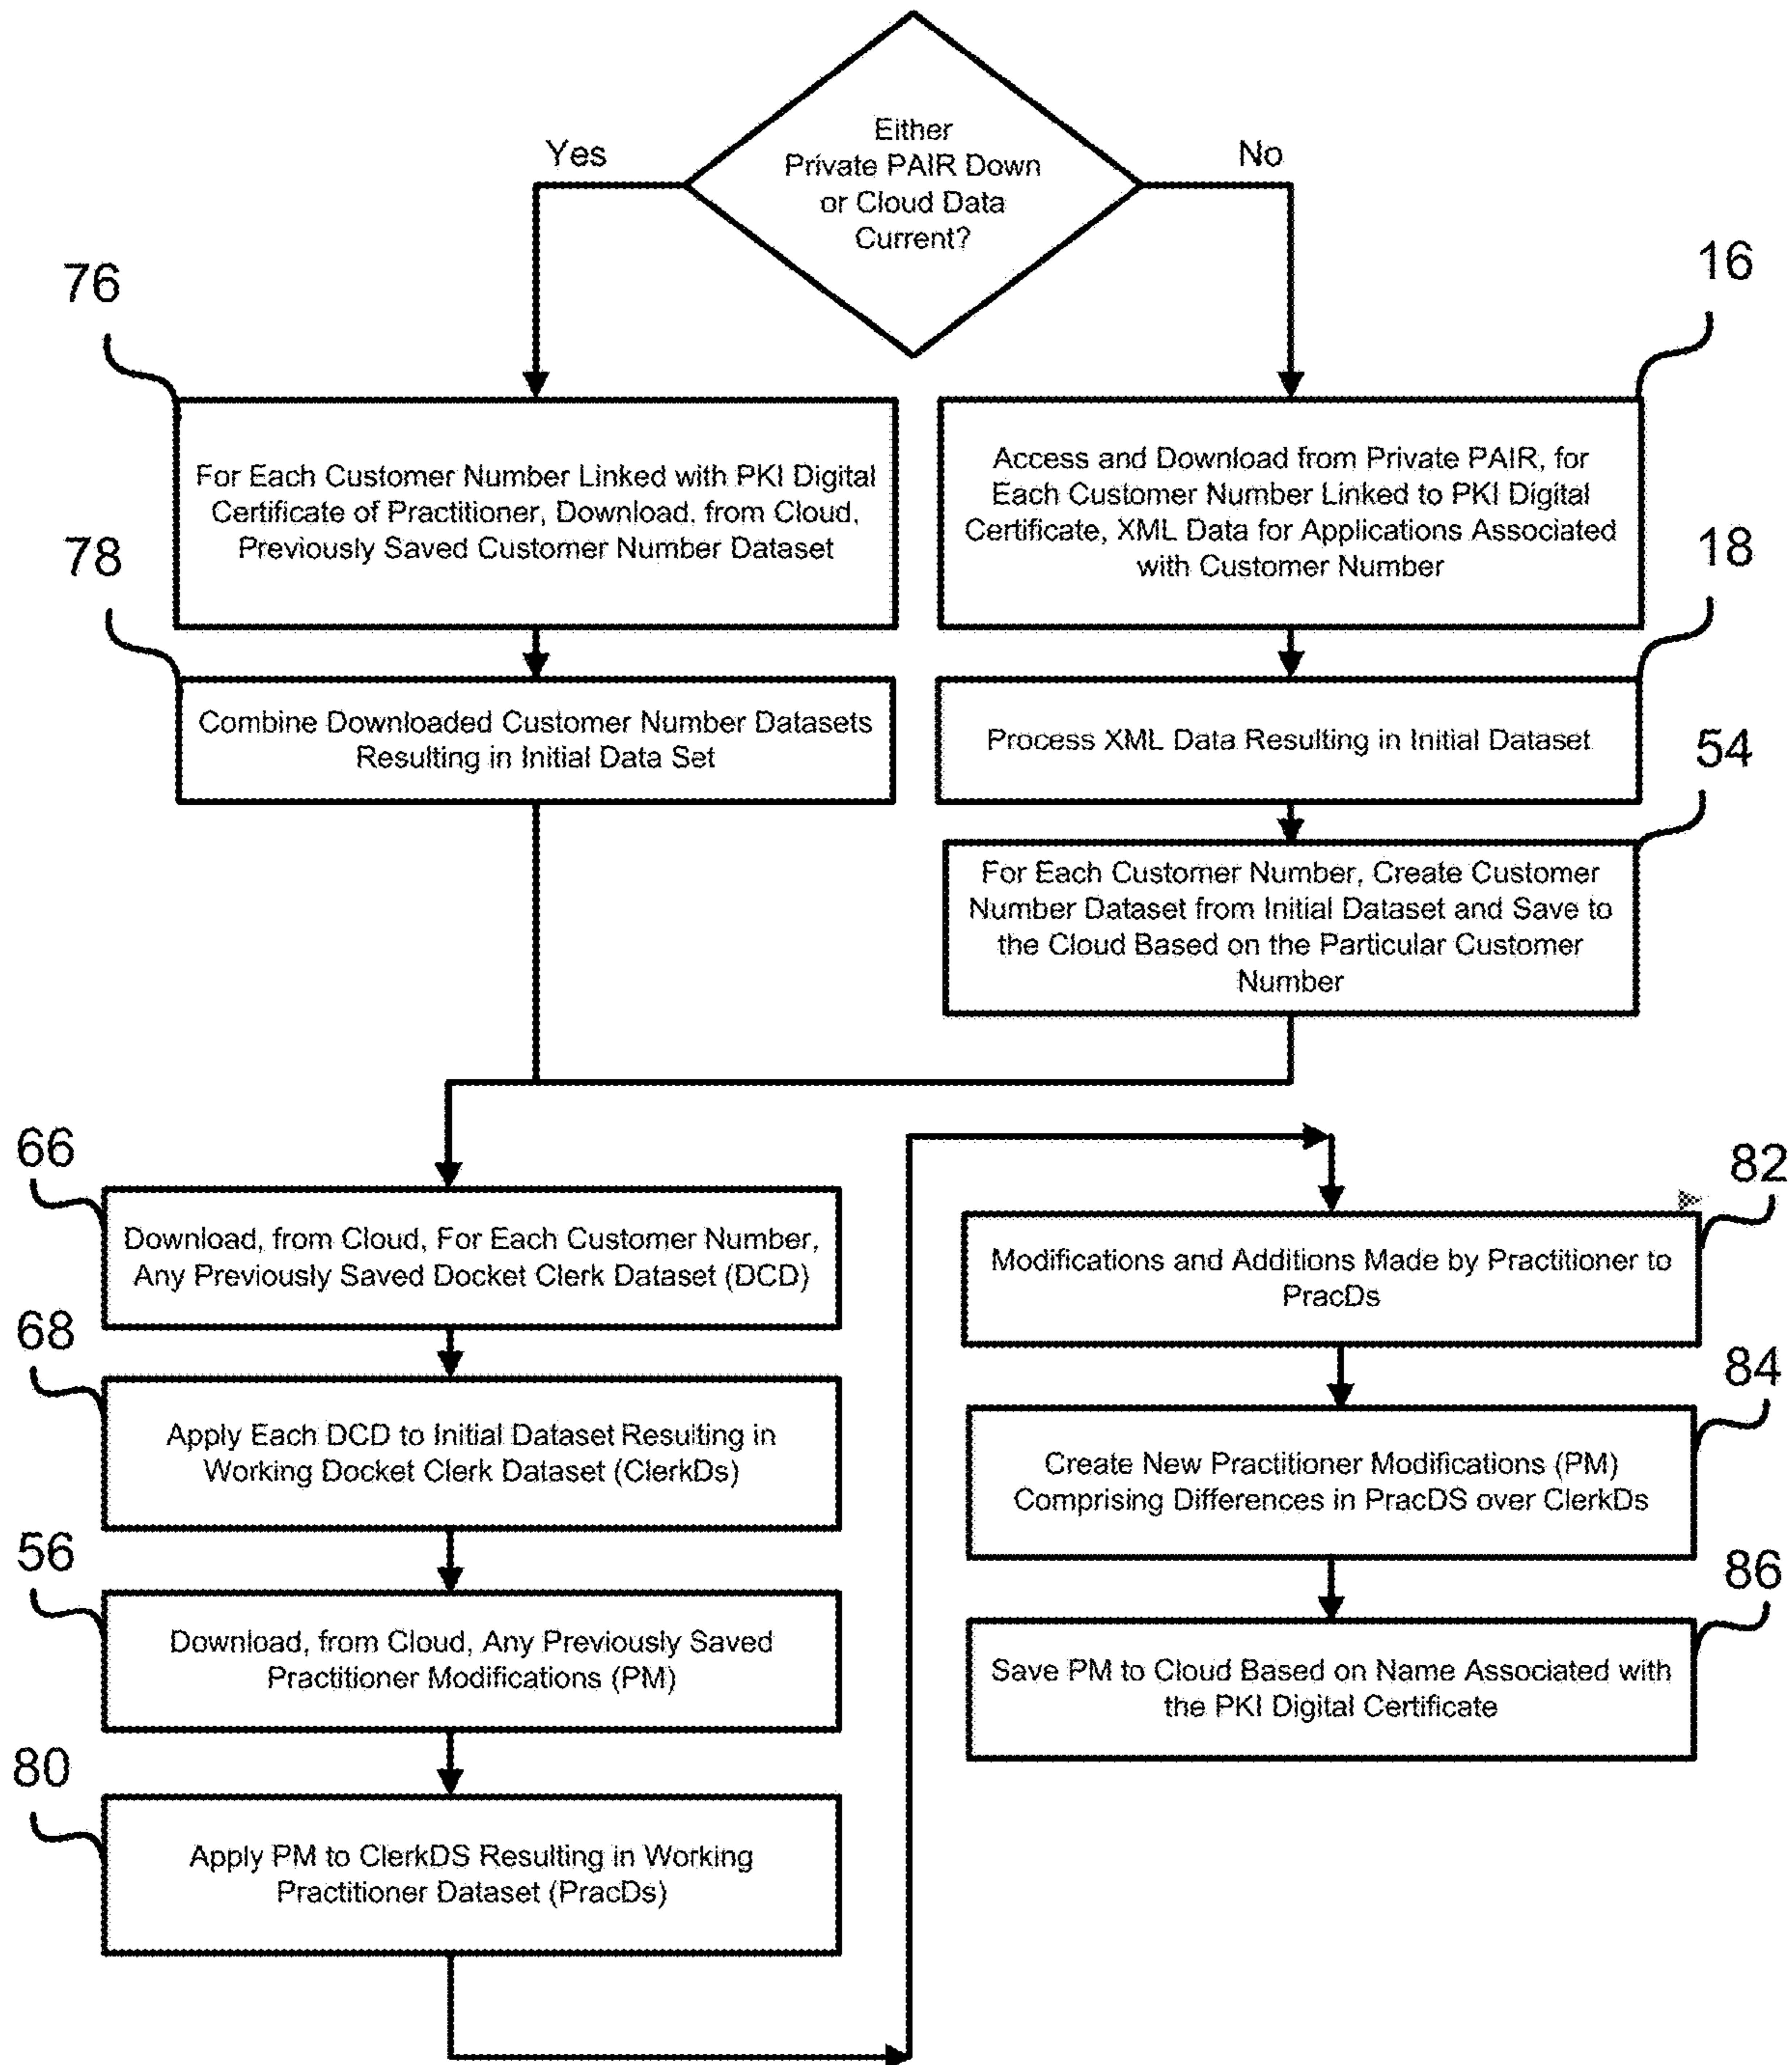 Either
Private PAIR Down
or Cloud Data
Current?
Yes
No
76
16
For Each Customer Number Linked with PKI Digital
Certificate of Practitioner, Download, from Cloud,
Previously Saved Customer Number Dataset
Access and Download from Private PAIR, for
Each Customer Number Linked to PKI Digital
Certificate, XML Data for Applications Associated
with Customer Number
78
18
Combine Downloaded Customer Number Datasets
Resulting in Initial Data Set
Process XML Data Resulting in Initial Dataset
54
For Each Customer Number, Create Customer
Number Dataset from Initial Dataset and Save to
the Cloud Based on the Particular Customer
Number
66
Download, from Cloud, For Each Customer Number,
Any Previously Saved Docket Clerk Dataset (DCD)
68
Apply Each DCD to Initial Dataset Resulting in
Working Docket Clerk Dataset (ClerkDs)
56
Download, from Cloud, Any Previously Saved
Practitioner Modifications (PM)
80
Apply PM to ClerkDS Resulting in Working
Practitioner Dataset (PracDs)
82
Modifications and Additions Made by Practitioner to
PracDs
84
Create New Practitioner Modifications (PM)
Comprising Differences in PracDS over ClerkDs
86
Save PM to Cloud Based on Name Associated with
the PKI Digital Certificate